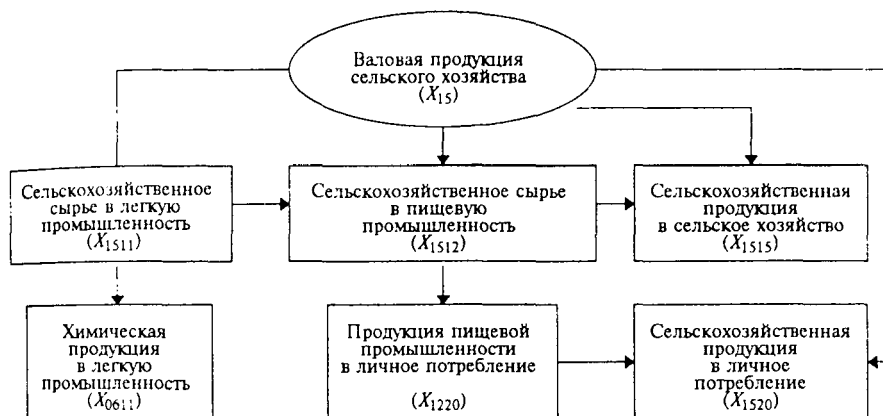 Валовая продукция
сельского хозяйства
(X15)
Сельскохозяйственное
сырье в легкую
промышленность
(X1511)
Сельскохозяйственное сырье
в пищевую
промышленность
(X1512)
Сельскохозяйственная
продукция
в сельское хозяйство
(X1515)
Химическая
продукция
в легкую
промышленность
(X0611)
Продукция пищевой
промышленности
в личное потребление
(X1220)
Сельскохозяйственная
продукция
в личное
потребление
(X1520)